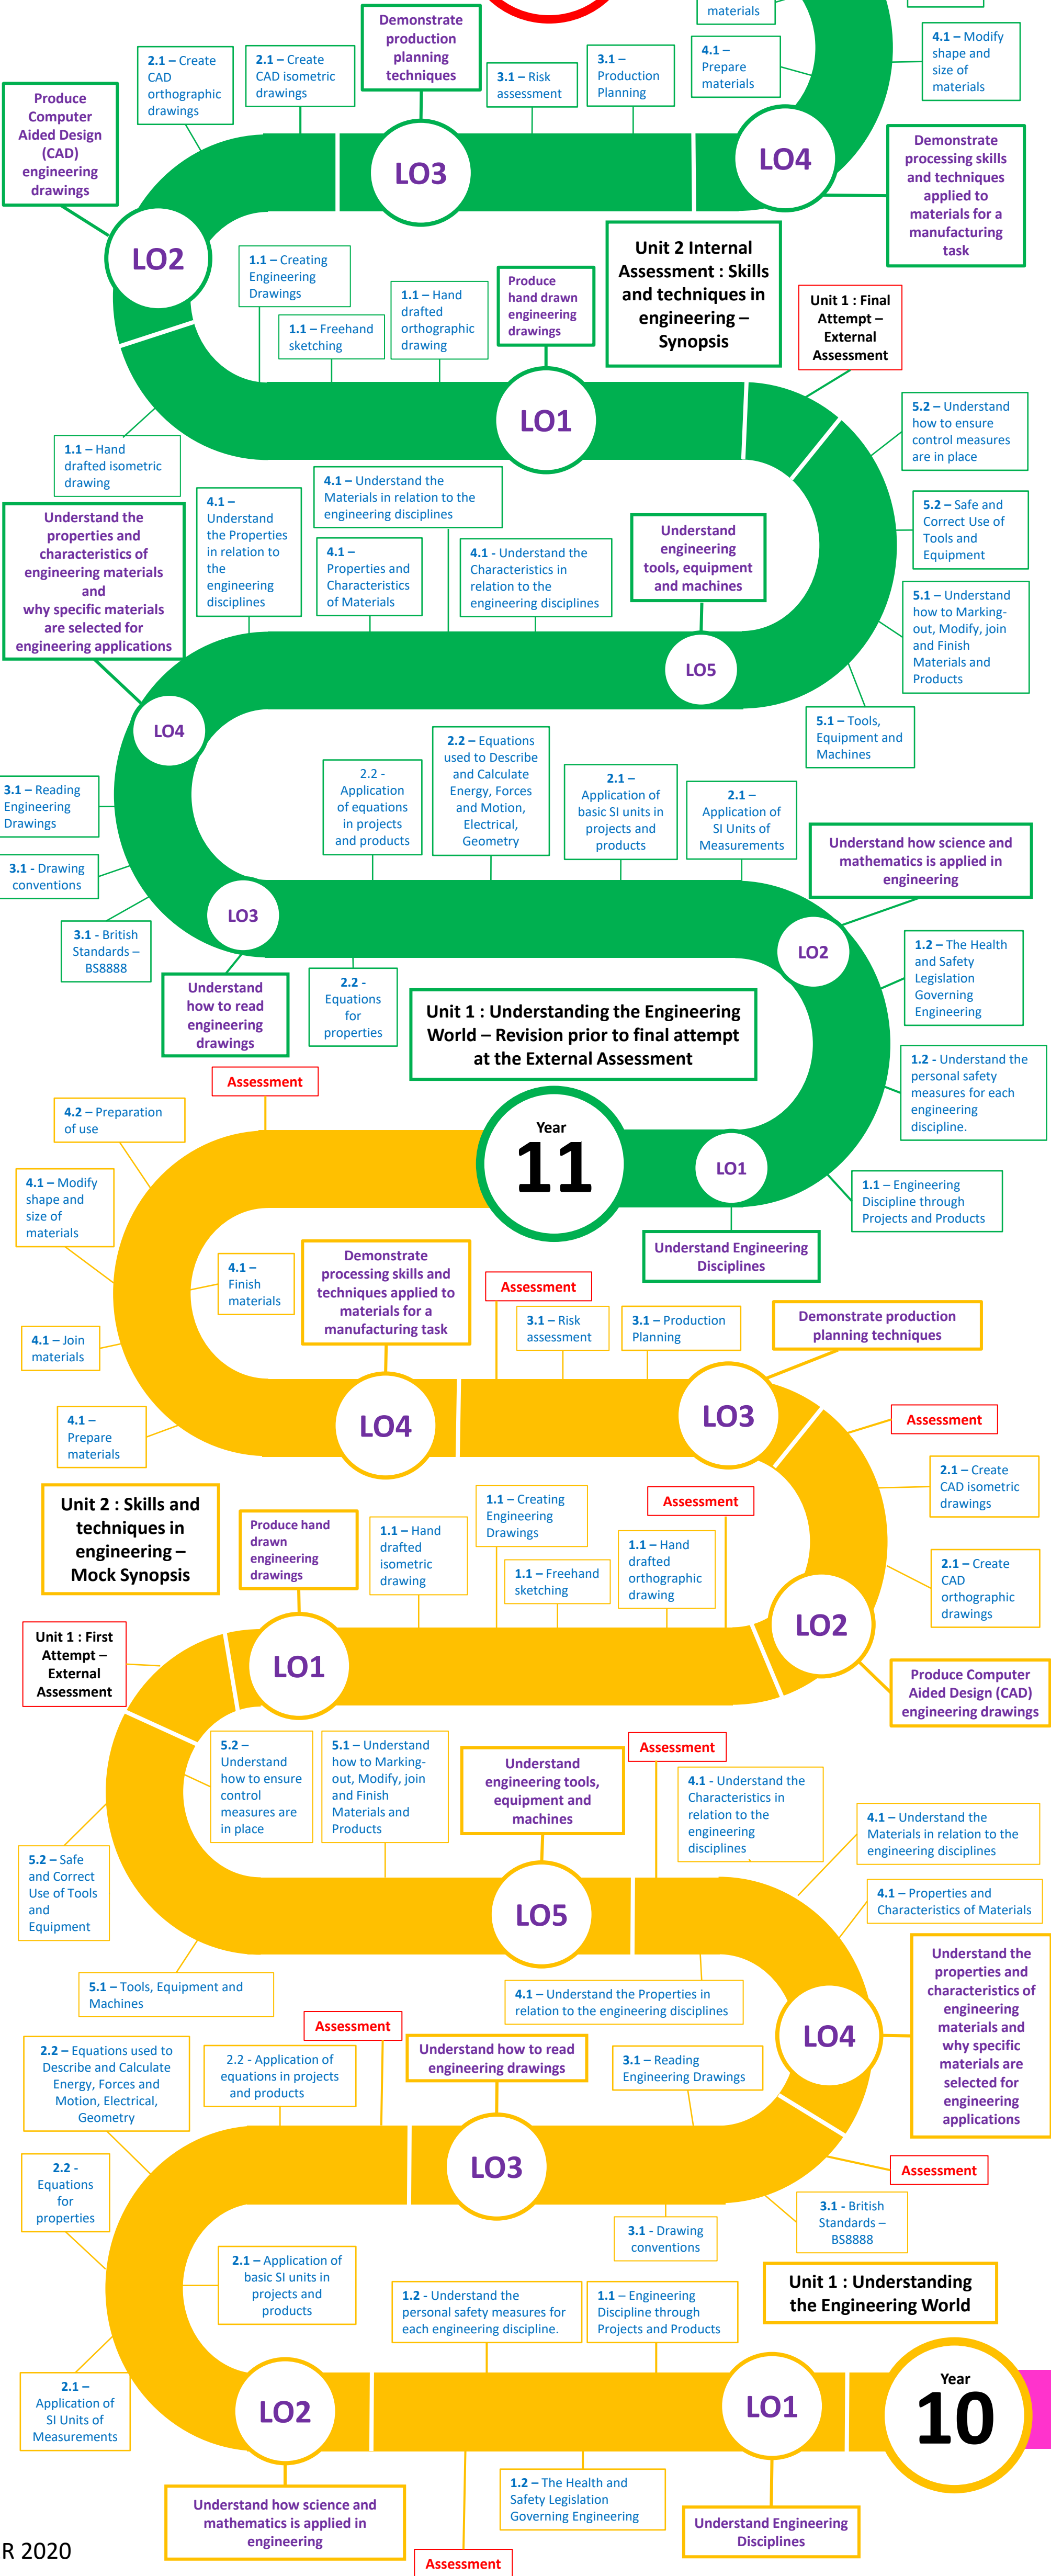 materials
4.1 – Modify
shape and
size of
materials
4.1 –
Prepare
materials
3.1 –
Production
Planning
3.1 – Risk
assessment
Demonstrate
production
planning
techniques
2.1 – Create
CAD isometric
drawings
2.1 – Create
CAD
orthographic
drawings
Produce
Computer
Aided Design
(CAD)
engineering
drawings
LO3
LO4
Demonstrate
processing skills
and techniques
applied to
materials for a
manufacturing
task
LO2
1.1 – Creating
Engineering
Drawings
1.1 – Freehand
sketching
1.1 – Hand
drafted
orthographic
drawing
Produce
hand drawn
engineering
drawings
Unit 2 Internal
Assessment : Skills
and techniques in
engineering –
Synopsis
Unit 1 : Final
Attempt –
External
Assessment
LO1
5.2 – Understand
how to ensure
control measures
are in place
1.1 – Hand
drafted isometric
drawing
Understand the
properties and
characteristics of
engineering materials
and
why specific materials
are selected for
engineering applications
4.1 –
Understand
the Properties
in relation to
the
engineering
disciplines
4.1 – Understand the
Materials in relation to the
engineering disciplines
4.1 –
Properties and
Characteristics
of Materials
4.1 - Understand the
Characteristics in
relation to the
engineering disciplines
Understand
engineering
tools, equipment
and machines
5.2 – Safe and
Correct Use of
Tools and
Equipment
5.1 – Understand
how to Marking-
out, Modify, join
and Finish
Materials and
Products
LO5
LO4
5.1 – Tools,
Equipment and
Machines
3.1 – Reading
Engineering
Drawings
2.2 -
Application
of equations
in projects
and products
2.2 – Equations
used to Describe
and Calculate
Energy, Forces
and Motion,
Electrical,
Geometry
2.1 –
Application of
basic SI units in
projects and
products
2.1 –
Application of
SI Units of
Measurements
Understand how science and
mathematics is applied in
engineering
3.1 - Drawing
conventions
LO3
LO2
3.1 - British
Standards –
BS8888
Understand
how to read
engineering
drawings
2.2 -
Equations
for
properties
Unit 1 : Understanding the Engineering
World – Revision prior to final attempt
at the External Assessment
1.2 – The Health
and Safety
Legislation
Governing
Engineering
1.2 - Understand the
personal safety
measures for each
engineering
discipline.
Assessment
4.2 – Preparation
of use
Year
11
LO1
1.1 – Engineering
Discipline through
Projects and Products
4.1 – Modify
shape and
size of
materials
Understand Engineering
Disciplines
4.1 –
Finish
materials
Demonstrate
processing skills and
techniques applied to
materials for a
manufacturing task
Assessment
3.1 – Risk
assessment
3.1 – Production
Planning
Demonstrate production
planning techniques
4.1 – Join
materials
LO4
LO3
Assessment
4.1 –
Prepare
materials
2.1 – Create
CAD isometric
drawings
Unit 2 : Skills and
techniques in
engineering –
Mock Synopsis
Produce hand
drawn
engineering
drawings
1.1 – Hand
drafted
isometric
drawing
1.1 – Creating
Engineering
Drawings
1.1 – Freehand
sketching
1.1 – Hand
drafted
orthographic
drawing
Assessment
2.1 – Create
CAD
orthographic
drawings
Unit 1 : First
Attempt –
External
Assessment
LO1
LO2
Produce Computer
Aided Design (CAD)
engineering drawings
5.2 –
Understand
how to ensure
control
measures are
in place
5.1 – Understand
how to Marking-
out, Modify, join
and Finish
Materials and
Products
Understand
engineering tools,
equipment and
machines
Assessment
4.1 - Understand the
Characteristics in
relation to the
engineering
disciplines
4.1 – Understand the
Materials in relation to the
engineering disciplines
5.2 – Safe
and Correct
Use of Tools
and
Equipment
4.1 – Properties and
Characteristics of Materials
LO5
5.1 – Tools, Equipment and
Machines
4.1 – Understand the Properties in
relation to the engineering disciplines
LO4
Understand the
properties and
characteristics of
engineering
materials and
why specific
materials are
selected for
engineering
applications
2.2 – Equations used to
Describe and Calculate
Energy, Forces and
Motion, Electrical,
Geometry
2.2 - Application of
equations in projects
and products
Assessment
Understand how to read
engineering drawings
3.1 – Reading
Engineering Drawings
LO3
Assessment
2.2 -
Equations
for
properties
3.1 - Drawing
conventions
3.1 - British
Standards –
BS8888
2.1 – Application of
basic SI units in
projects and
products
1.2 - Understand the
personal safety measures for
each engineering discipline.
1.1 – Engineering
Discipline through
Projects and Products
Unit 1 : Understanding
the Engineering World
2.1 –
Application of
SI Units of
Measurements
LO2
LO1
Year
10
1.2 – The Health and
Safety Legislation
Governing Engineering
Understand how science and
mathematics is applied in
engineering
Understand Engineering
Disciplines
Assessment
R 2020